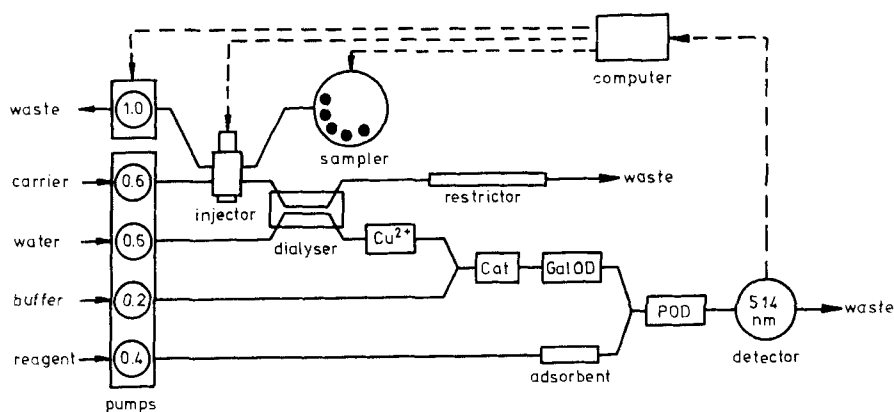 computer
waste
1.0
sampler
carrier
0.6
injector
restrictor
waste
water
0.6
dialyser
Cu²⁺
Cat
GalOD
buffer
0.2
POD
514
nm
waste
detector
reagent
0.4
adsorbent
pumps